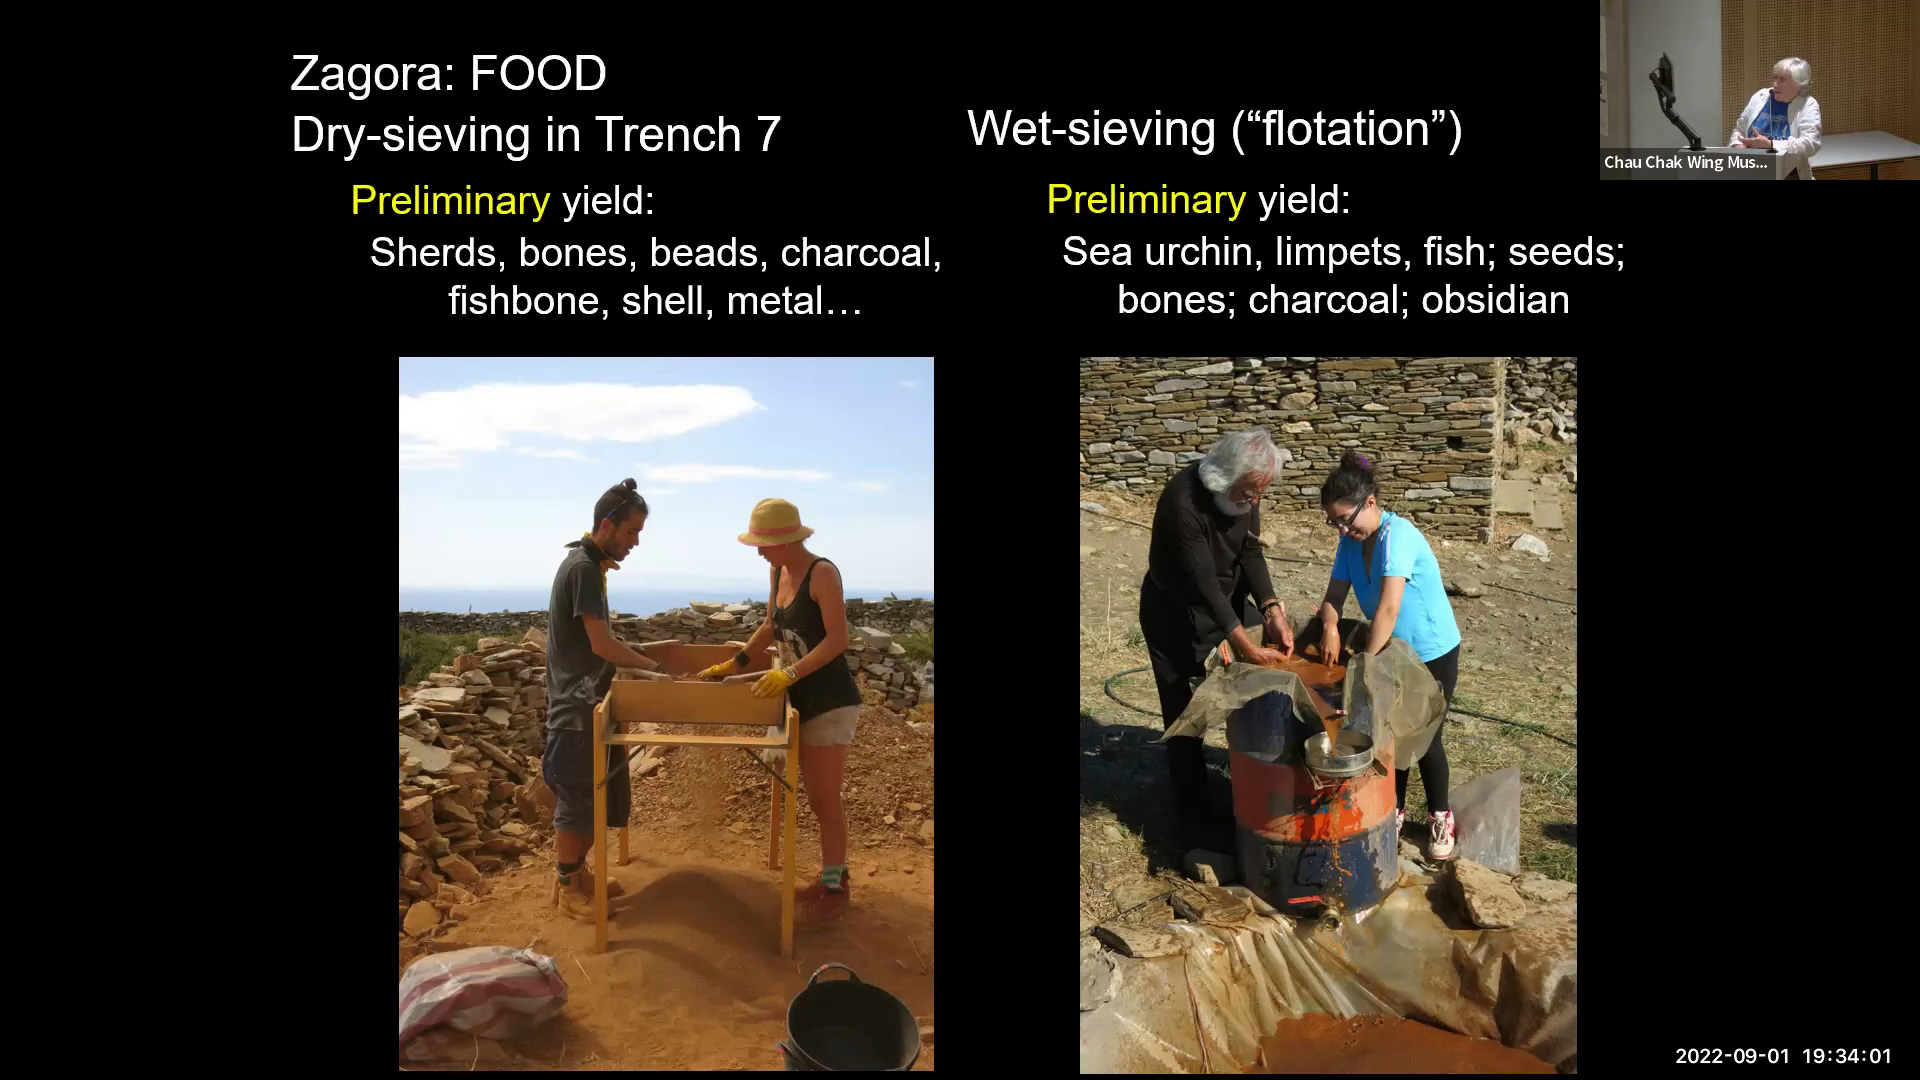 Zagora: FOOD
Dry-sieving in Trench 7
Preliminary yield:
Sherds, bones, beads, charcoal,
fishbone, shell, metal…
Wet-sieving (“flotation”)
Preliminary yield:
Sea urchin, limpets, fish; seeds;
bones; charcoal; obsidian
Chau Chak Wing Mus...
2022-09-01 19:34:01